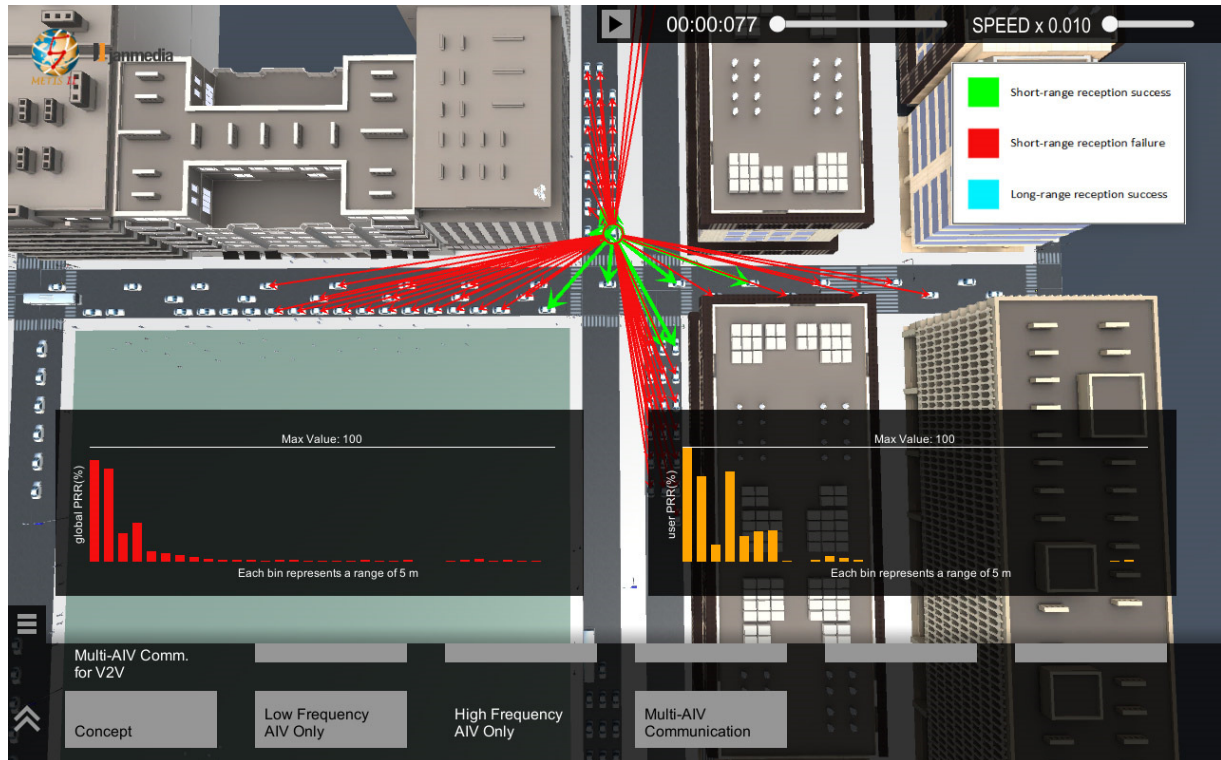 00:00:077
SPEED x 0.010
janmedia
METIS II
Short-range reception success
Short-range reception failure
Long-range reception success
Max Value: 100
global PRR(%)
Each bin represents a range of 5 m
Max Value: 100
user PRR(%)
Each bin represents a range of 5 m
Multi-AIV Comm.
for V2V
Concept
Low Frequency
AIV Only
High Frequency
AIV Only
Multi-AIV
Communication